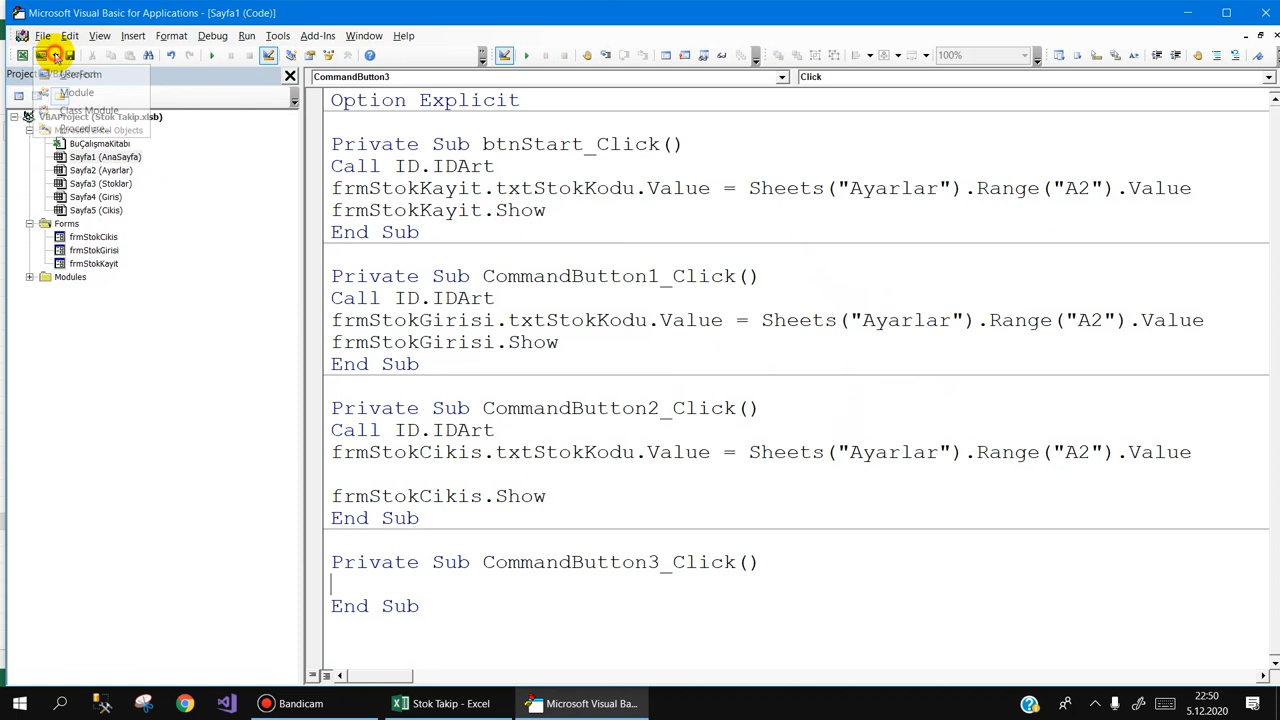 Microsoft Visual Basic for Applications - [Sayfa1 (Code)]
File Edit View Insert Format Debug Run Tools Add-Ins Window Help
100%
Project
UserForm
Module
Class Module
Procedure...
CommandButton3
Click
VBAProject (Stok Takip.xlsb)
Microsoft Excel Objects
BuÇalışmaKitabı
Sayfa1 (AnaSayfa)
Sayfa2 (Ayarlar)
Sayfa3 (Stoklar)
Sayfa4 (Giris)
Sayfa5 (Cikis)
Forms
frmStokCikis
frmStokGirisi
frmStokKayit
Modules
Option Explicit
Private Sub btnStart_Click()
Call ID.IDArt
frmStokKayit.txtStokKodu.Value = Sheets("Ayarlar").Range("A2").Value
frmStokKayit.Show
End Sub
Private Sub CommandButton1_Click()
Call ID.IDArt
frmStokGirisi.txtStokKodu.Value = Sheets("Ayarlar").Range("A2").Value
frmStokGirisi.Show
End Sub
Private Sub CommandButton2_Click()
Call ID.IDArt
frmStokCikis.txtStokKodu.Value = Sheets("Ayarlar").Range("A2").Value
frmStokCikis.Show
End Sub
Private Sub CommandButton3_Click()
End Sub
Bandicam
Stok Takip - Excel
Microsoft Visual Ba...
22:50
5.12.2020